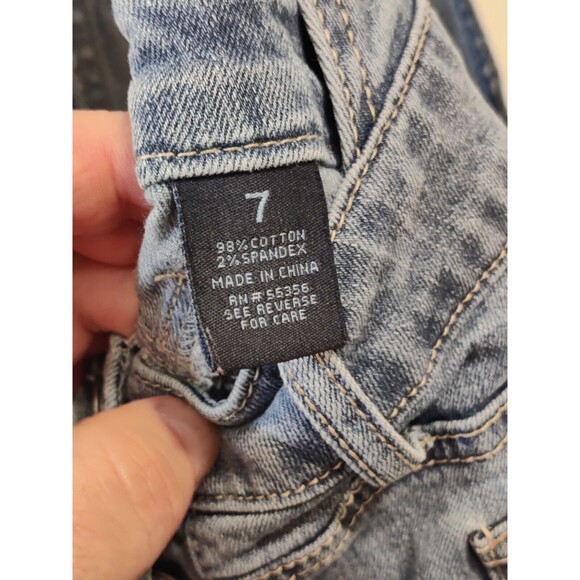 7
98% COTTON
2% SPANDEX
MADE IN CHINA
RN# 55356
SEE REVERSE
FOR CARE